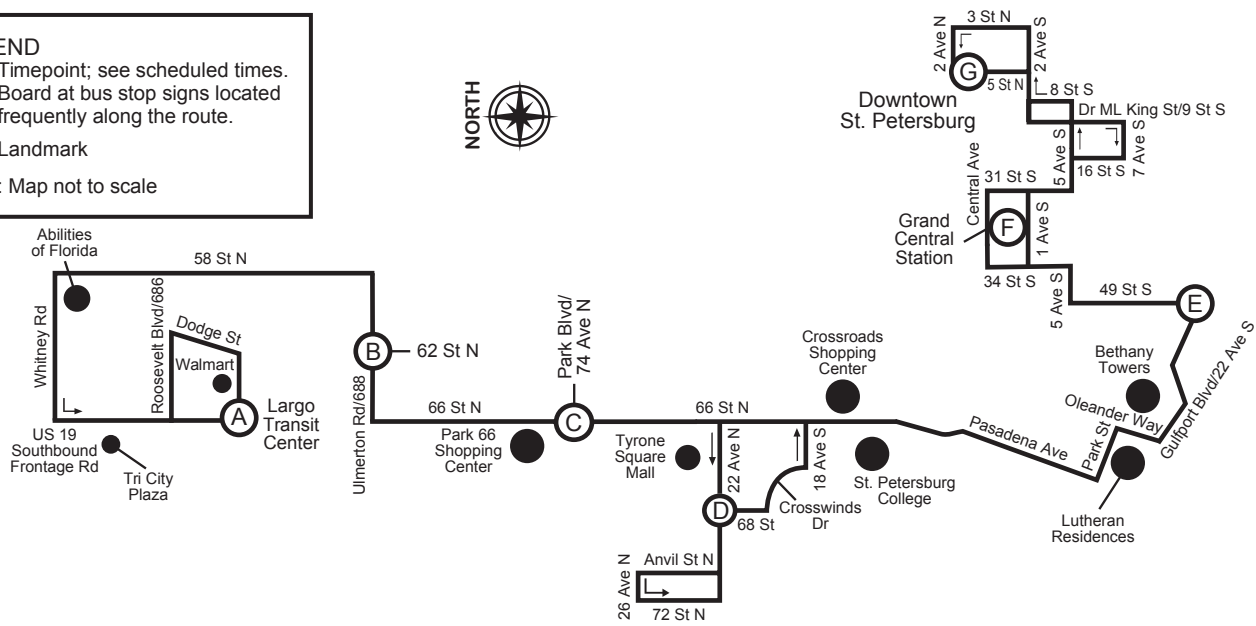 END
Timepoint; see scheduled times.
Board at bus stop signs located
frequently along the route.
Landmark
: Map not to scale
NORTH
3 St N
2 Ave N
2 Ave S
G
5 St N
8 St S
Downtown
St. Petersburg
Dr ML King St/9 St S
5 Ave S
16 St S
7 Ave S
Central Ave
31 St S
F
1 Ave S
Grand
Central
Station
34 St S
5 Ave S
49 St S
E
Abilities
of Florida
58 St N
Whitney Rd
Roosevelt Blvd/686
Dodge St
Walmart
A
Largo
Transit
Center
US 19
Southbound
Frontage Rd
Tri City
Plaza
B
62 St N
Ulmerton Rd/688
66 St N
Park 66
Shopping
Center
Park Blvd/
74 Ave N
C
66 St N
Tyrone
Square
Mall
22 Ave N
18 Ave S
D
68 St
Crosswinds
Dr
Anvil St N
26 Ave N
72 St N
Crossroads
Shopping
Center
St. Petersburg
College
Pasadena Ave
Park St
Oleander Way
Bethany
Towers
Gulfport Blvd/22 Ave S
Lutheran
Residences